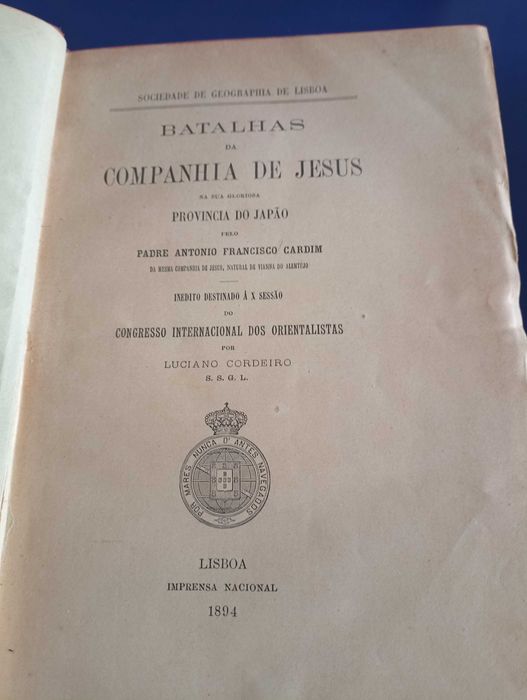 SOCIEDADE DE GEOGRAPHIA DE LISBOA
BATALHAS
DA
COMPANHIA DE JESUS
NA SUA GLORIOSA
PROVINCIA DO JAPÃO
PELO
PADRE ANTONIO FRANCISCO CARDIM
DA MESMA COMPANHIA DE JESUS, NATURAL DE VIANNA DO ALEMTEJO
INEDITO DESTINADO Á X SESSÃO
DO
CONGRESSO INTERNACIONAL DOS ORIENTALISTAS
POR
LUCIANO CORDEIRO
S. S. G. L.
POR MARES NUNCA D'ANTES NAVEGADOS
LISBOA
IMPRENSA NACIONAL
1894